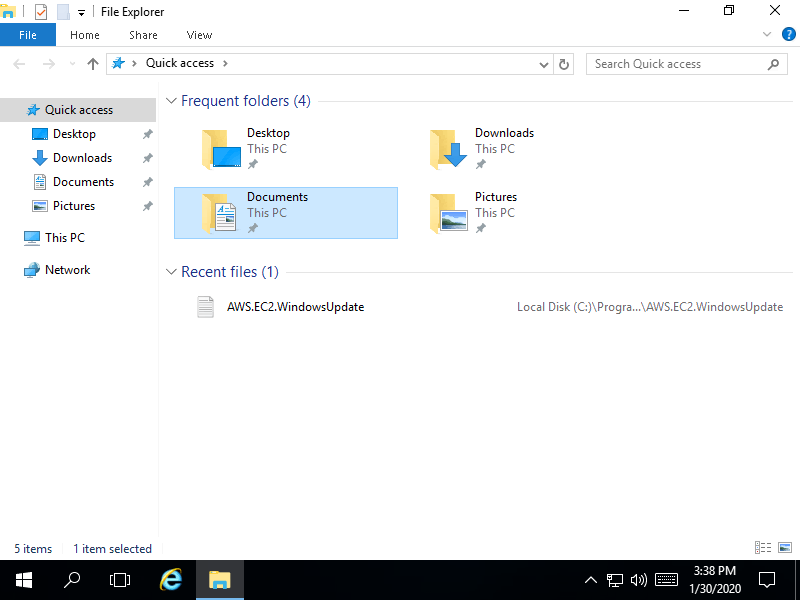 File Explorer
File Home Share View
Quick access
Search Quick access
Quick access
Desktop
Downloads
Documents
Pictures
This PC
Network
Frequent folders (4)
Desktop
This PC
Downloads
This PC
Documents
This PC
Pictures
This PC
Recent files (1)
AWS.EC2.WindowsUpdate Local Disk (C:)\Progra...\AWS.EC2.WindowsUpdate
5 items 1 item selected
3:38 PM
1/30/2020